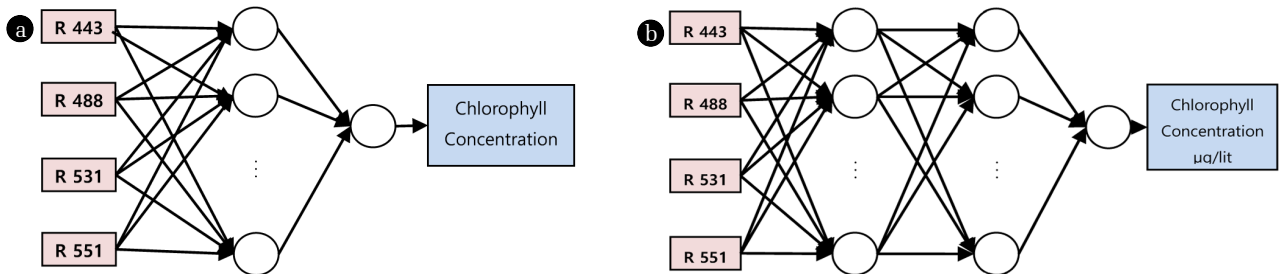 a
R 443
R 488
R 531
R 551
Chlorophyll
Concentration
b
R 443
R 488
R 531
R 551
Chlorophyll
Concentration
µg/lit